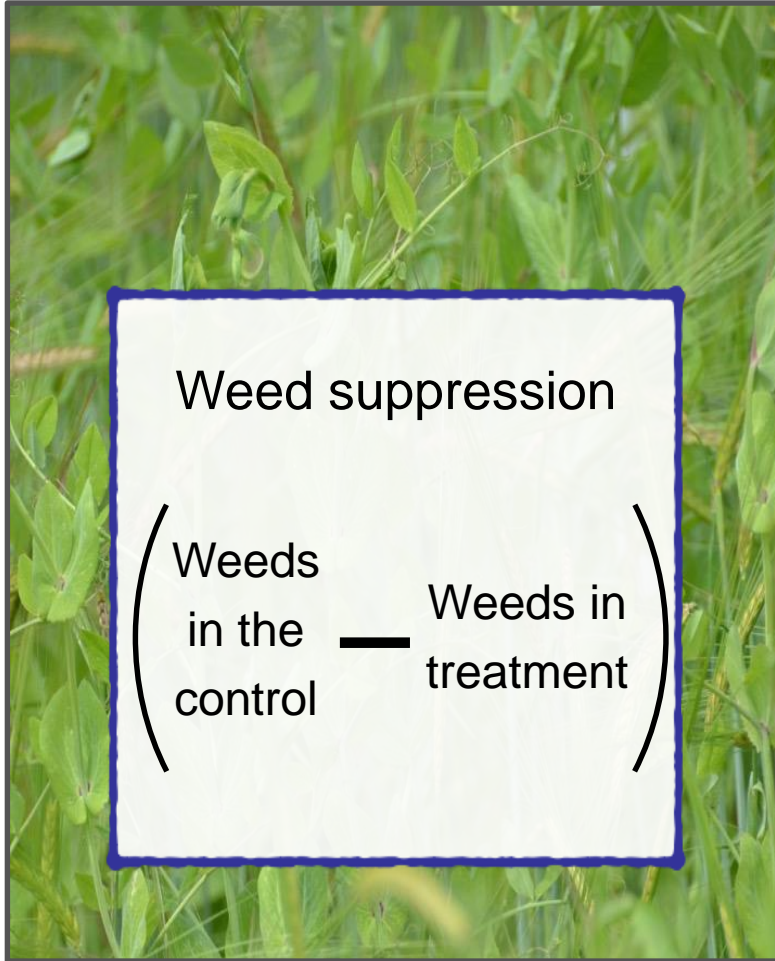 Weed suppression
Weeds
in the
control
—
Weeds in
treatment